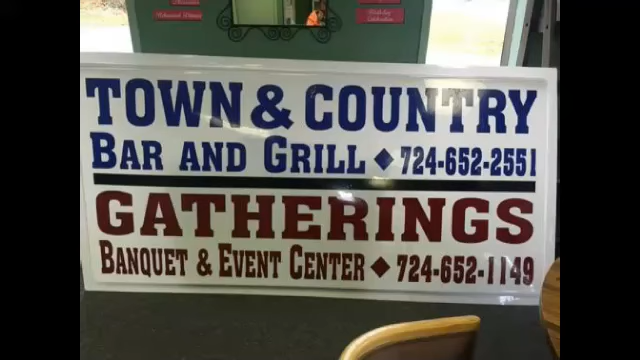 TOWN & COUNTRY
BAR AND GRILL ◆ 724-652-2551
GATHERINGS
BANQUET & EVENT CENTER ◆ 724-652-1149